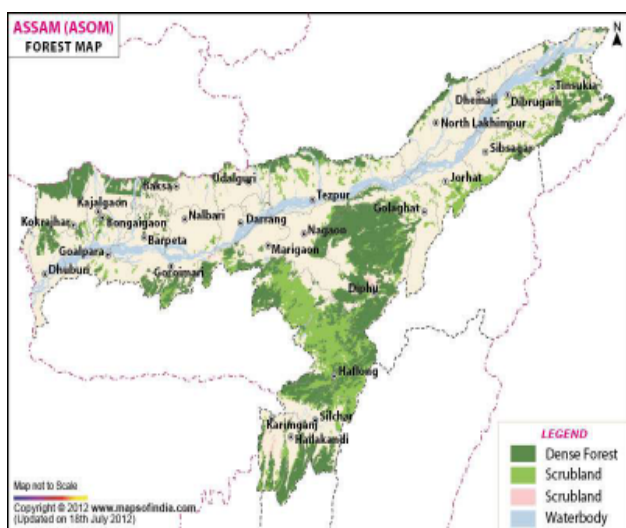 ASSAM (ASOM)
FOREST MAP
N
Timsukia
Dhemaji
Dibrugarh
North Lakhimpur
Sibsagar
Jorhat
Udalguri
Baksa
Tezpur
Kajalgaon
Golaghat
Kokrajhar
Bongaigaon
Nalbari
Darrang
Nagaon
Barpeta
Marigaon
Goalpara
Goroimari
Dhuburi
Diphu
Haflong
Karimganj
Silchar
Hailakandi
LEGEND
Dense Forest
Scrubland
Scrubland
Waterbody
Map not to Scale
Copyright © 2012 www.mapsofindia.com
(Updated on 18th July 2012)